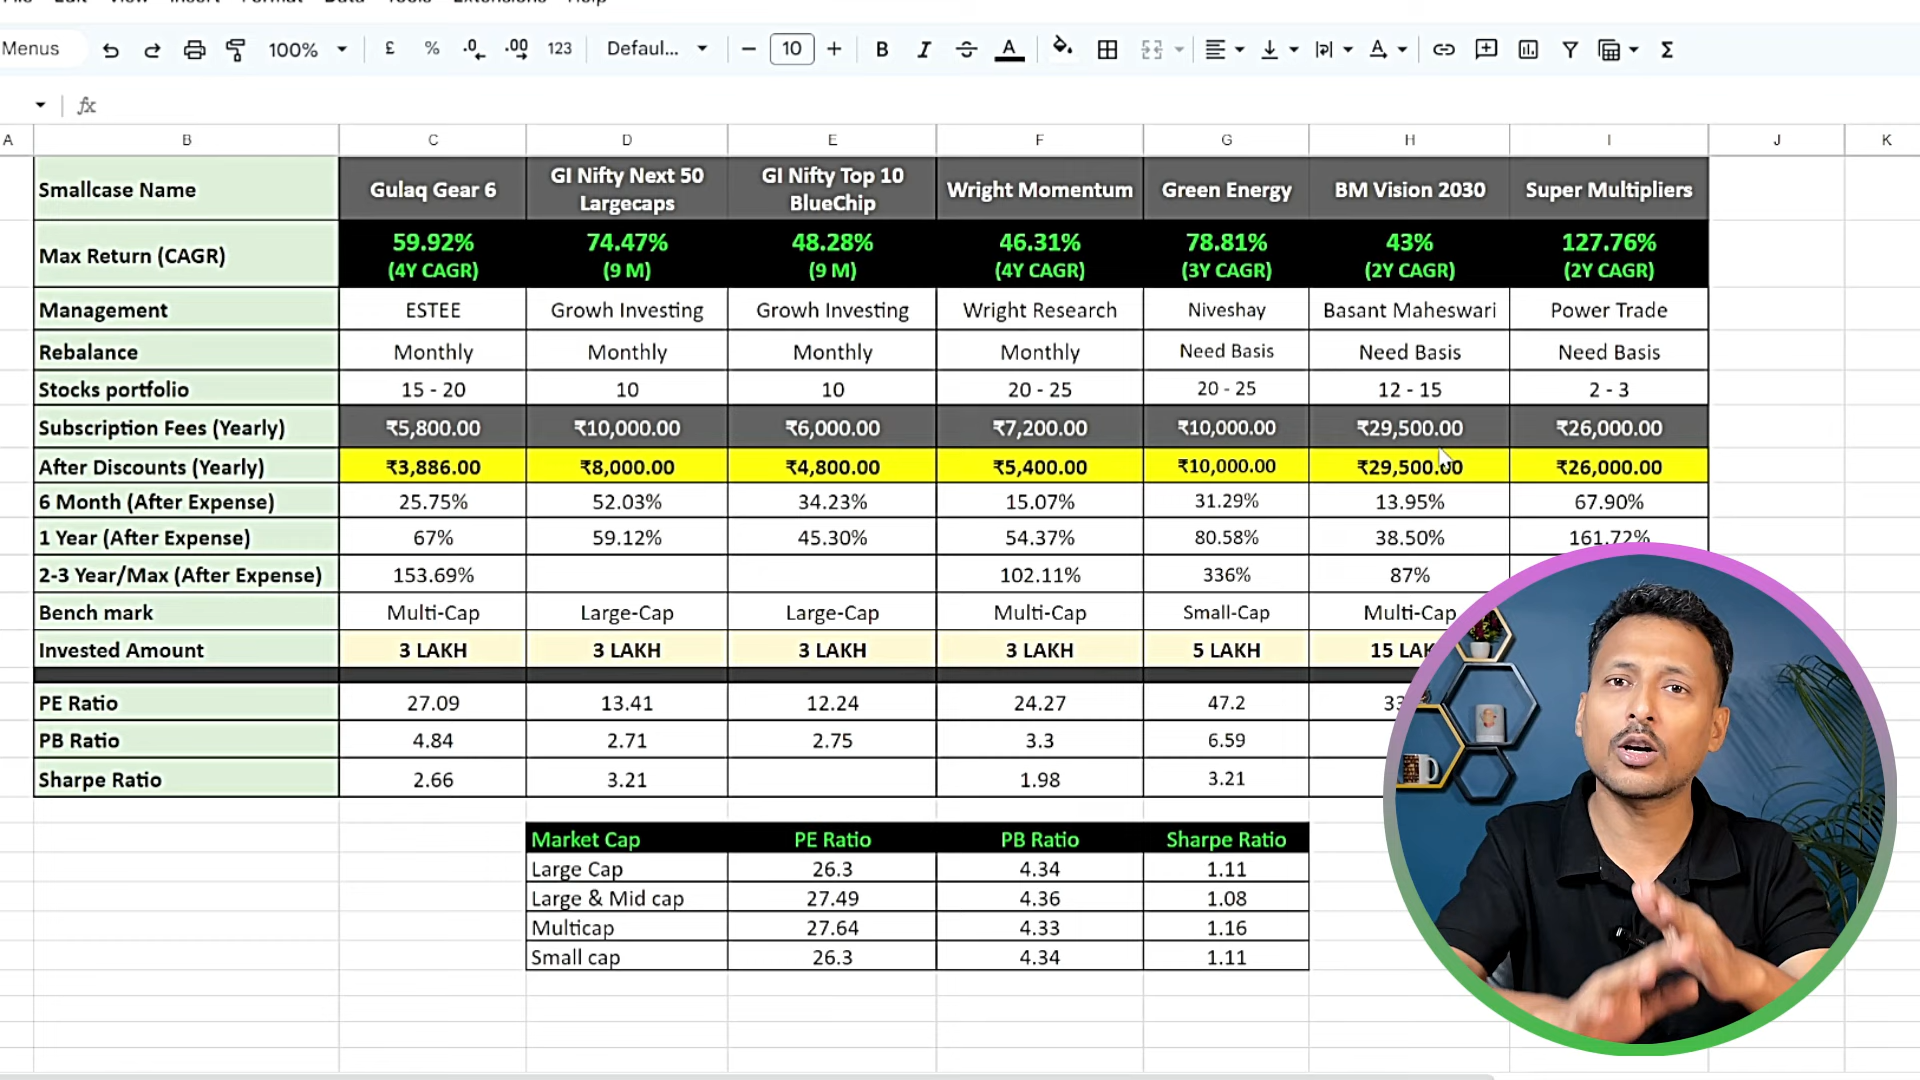 Menus 100% £ % .0 .00 123 Defaul... 10 B I A Σ
fx
A B C D E F G H I J K
Smallcase Name Gulaq Gear 6 GI Nifty Next 50 Largecaps GI Nifty Top 10 BlueChip Wright Momentum Green Energy BM Vision 2030 Super Multipliers
Max Return (CAGR) 59.92% (4Y CAGR) 74.47% (9 M) 48.28% (9 M) 46.31% (4Y CAGR) 78.81% (3Y CAGR) 43% (2Y CAGR) 127.76% (2Y CAGR)
Management ESTEE Growh Investing Growh Investing Wright Research Niveshay Basant Maheswari Power Trade
Rebalance Monthly Monthly Monthly Monthly Need Basis Need Basis Need Basis
Stocks portfolio 15 - 20 10 10 20 - 25 20 - 25 12 - 15 2 - 3
Subscription Fees (Yearly) ₹5,800.00 ₹10,000.00 ₹6,000.00 ₹7,200.00 ₹10,000.00 ₹29,500.00 ₹26,000.00
After Discounts (Yearly) ₹3,886.00 ₹8,000.00 ₹4,800.00 ₹5,400.00 ₹10,000.00 ₹29,500.00 ₹26,000.00
6 Month (After Expense) 25.75% 52.03% 34.23% 15.07% 31.29% 13.95% 67.90%
1 Year (After Expense) 67% 59.12% 45.30% 54.37% 80.58% 38.50% 161.72%
2-3 Year/Max (After Expense) 153.69% 102.11% 336% 87%
Bench mark Multi-Cap Large-Cap Large-Cap Multi-Cap Small-Cap Multi-Cap
Invested Amount 3 LAKH 3 LAKH 3 LAKH 3 LAKH 5 LAKH 15 LAK
PE Ratio 27.09 13.41 12.24 24.27 47.2
PB Ratio 4.84 2.71 2.75 3.3 6.59
Sharpe Ratio 2.66 3.21 1.98 3.21
Market Cap PE Ratio PB Ratio Sharpe Ratio
Large Cap 26.3 4.34 1.11
Large & Mid cap 27.49 4.36 1.08
Multicap 27.64 4.33 1.16
Small cap 26.3 4.34 1.11